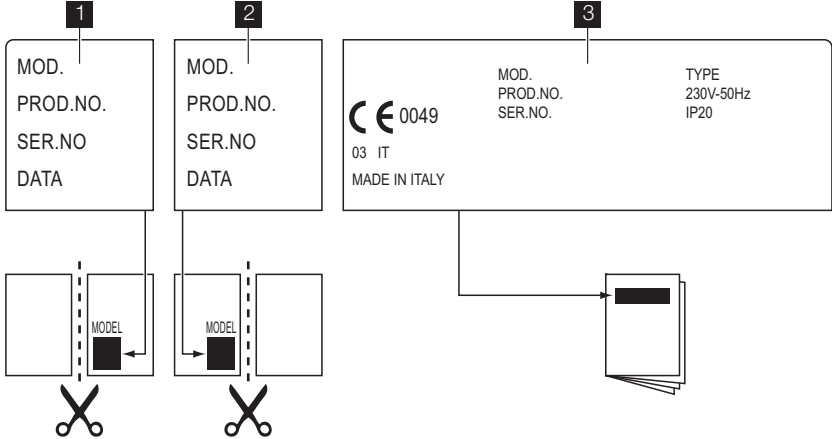 1
MOD.
PROD.NO.
SER.NO
DATA
MODEL
2
MOD.
PROD.NO.
SER.NO
DATA
MODEL
3
CE 0049
03 IT
MADE IN ITALY
MOD.
PROD.NO.
SER.NO.
TYPE
230V-50Hz
IP20